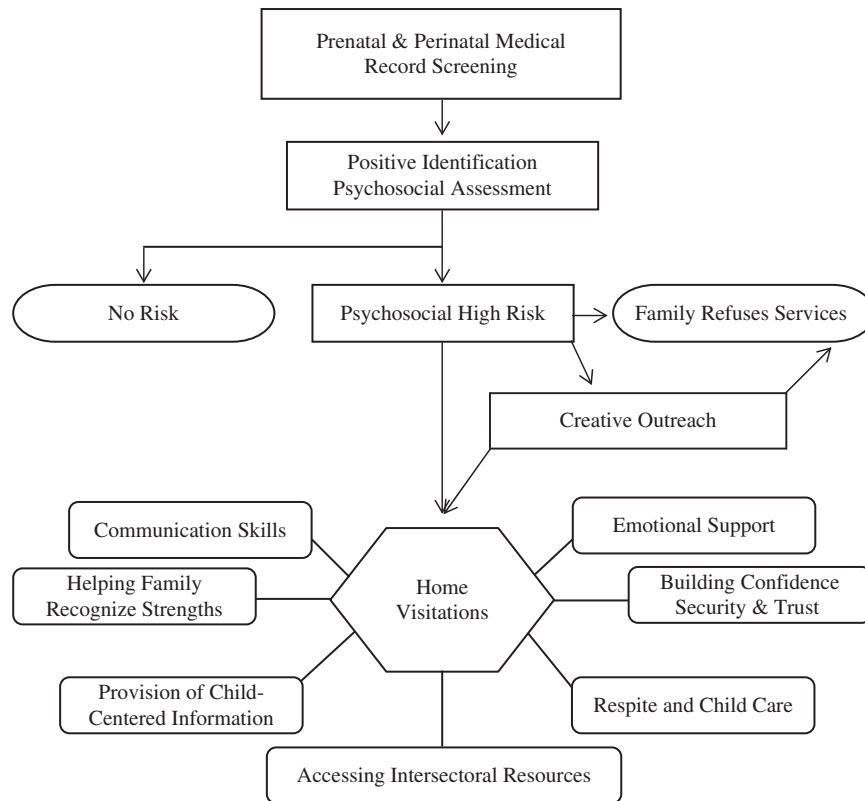 Prenatal & Perinatal Medical
Record Screening
Positive Identification
Psychosocial Assessment
No Risk
Psychosocial High Risk
Family Refuses Services
Creative Outreach
Communication Skills
Emotional Support
Helping Family
Recognize Strengths
Home
Visitations
Building Confidence
Security & Trust
Provision of Child-
Centered Information
Respite and Child Care
Accessing Intersectoral Resources